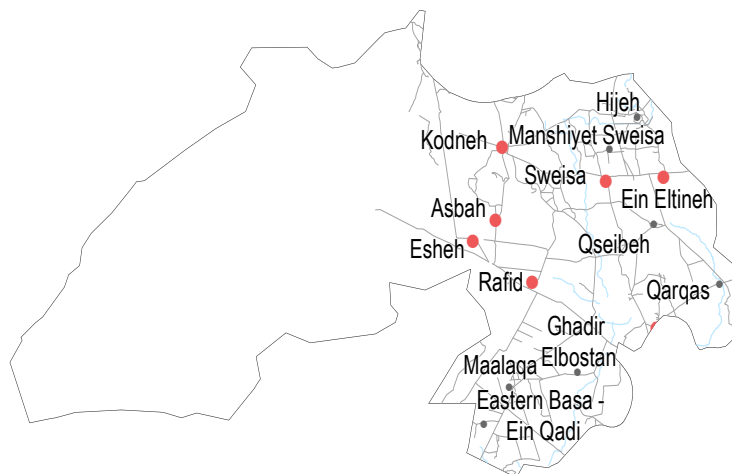 Hijeh
Kodneh
Manshiyet Sweisa
Sweisa
Ein Eltineh
Asbah
Esheh
Qseibeh
Rafid
Qarqas
Ghadir
Elbostan
Maalaqa
Eastern Basa -
Ein Qadi